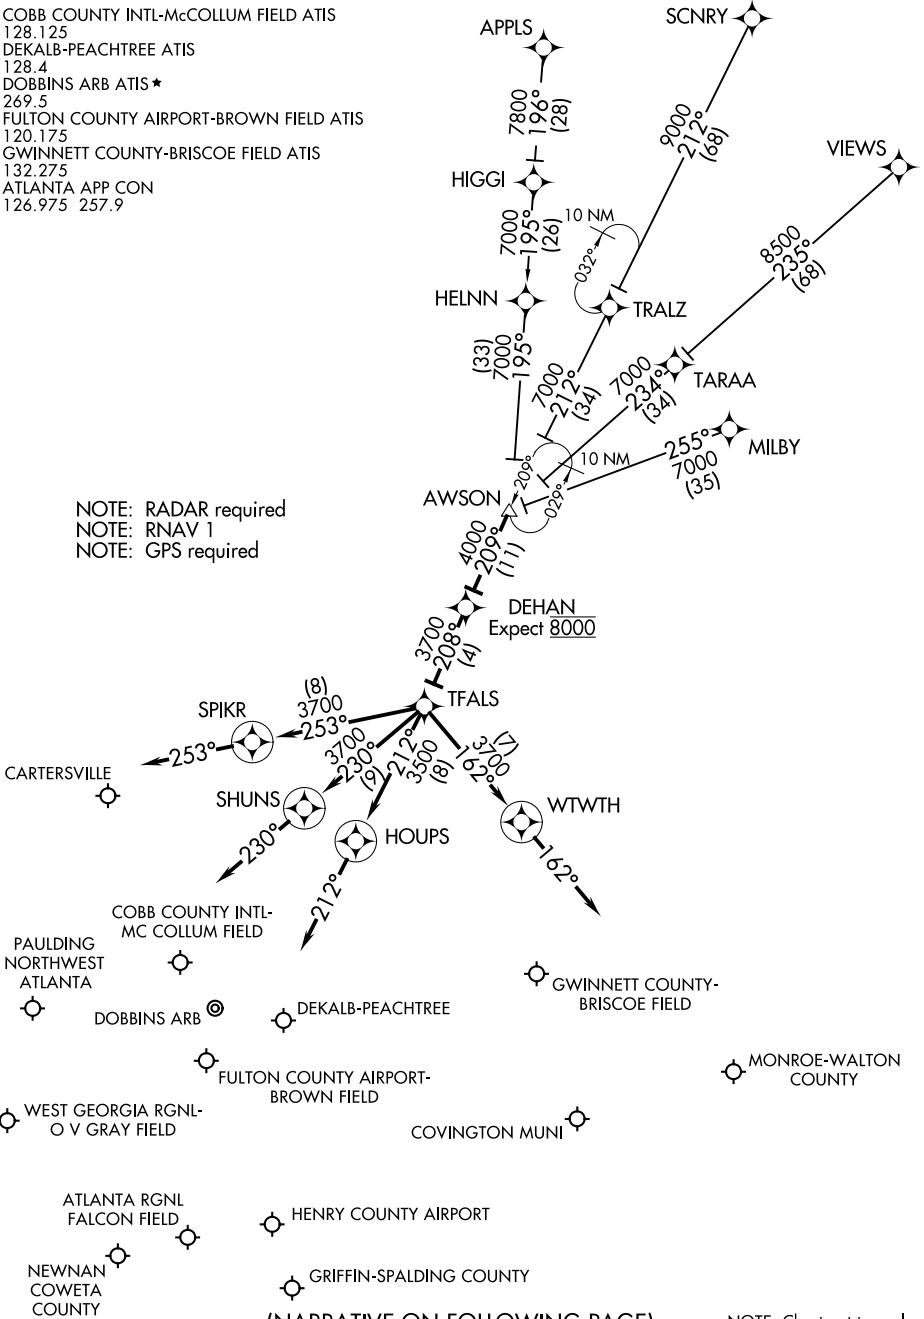 COBB COUNTY INTL-McCOLLUM FIELD ATIS
128.125
DEKALB-PEACHTREE ATIS
128.4
DOBBINS ARB ATIS★
269.5
FULTON COUNTY AIRPORT-BROWN FIELD ATIS
120.175
GWINNETT COUNTY-BRISCOE FIELD ATIS
132.275
ATLANTA APP CON
126.975 257.9
APPLS
7800
196°
(28)
SCNRY
9000
212°
(68)
VIEWS
8500
235°
(68)
HIGGI
7000
195°
(26)
10 NM
032°
HELNN
(33)
7000
195°
TRALZ
7000
212°
(34)
TARAA
7000
234°
(34)
MILBY
255°
7000
(35)
10 NM
209°
029°
AWSON
NOTE: RADAR required
NOTE: RNAV 1
NOTE: GPS required
4000
209°
(11)
DEHAN
Expect 8000
3700
208°
(4)
TFALS
(8)
3700
253°
SPIKR
253°
3700
230°
(9)
212°
3500
(8)
(7)
3700
162°
CARTERSVILLE
SHUNS
230°
HOUPS
212°
WTWTH
162°
COBB COUNTY INTL-
MC COLLUM FIELD
PAULDING
NORTHWEST
ATLANTA
DOBBINS ARB
DEKALB-PEACHTREE
GWINNETT COUNTY-
BRISCOE FIELD
FULTON COUNTY AIRPORT-
BROWN FIELD
MONROE-WALTON
COUNTY
WEST GEORGIA RGNL-
O V GRAY FIELD
COVINGTON MUNI
ATLANTA RGNL
FALCON FIELD
HENRY COUNTY AIRPORT
NEWNAN
COWETA
COUNTY
GRIFFIN-SPALDING COUNTY
(NARRATIVE ON FOLLOWING PAGE)
NOTE: Chart not to